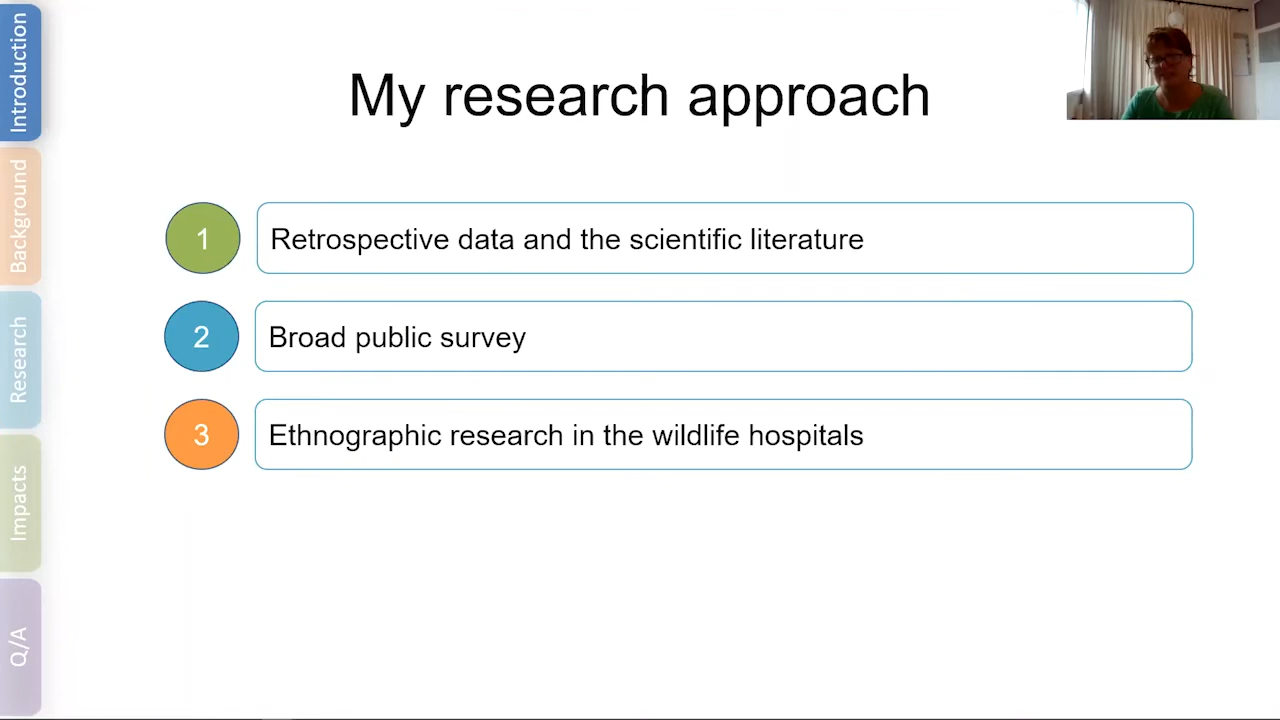 My research approach
Introduction
Background
Research
Impacts
Q/A
1 Retrospective data and the scientific literature
2 Broad public survey
3 Ethnographic research in the wildlife hospitals